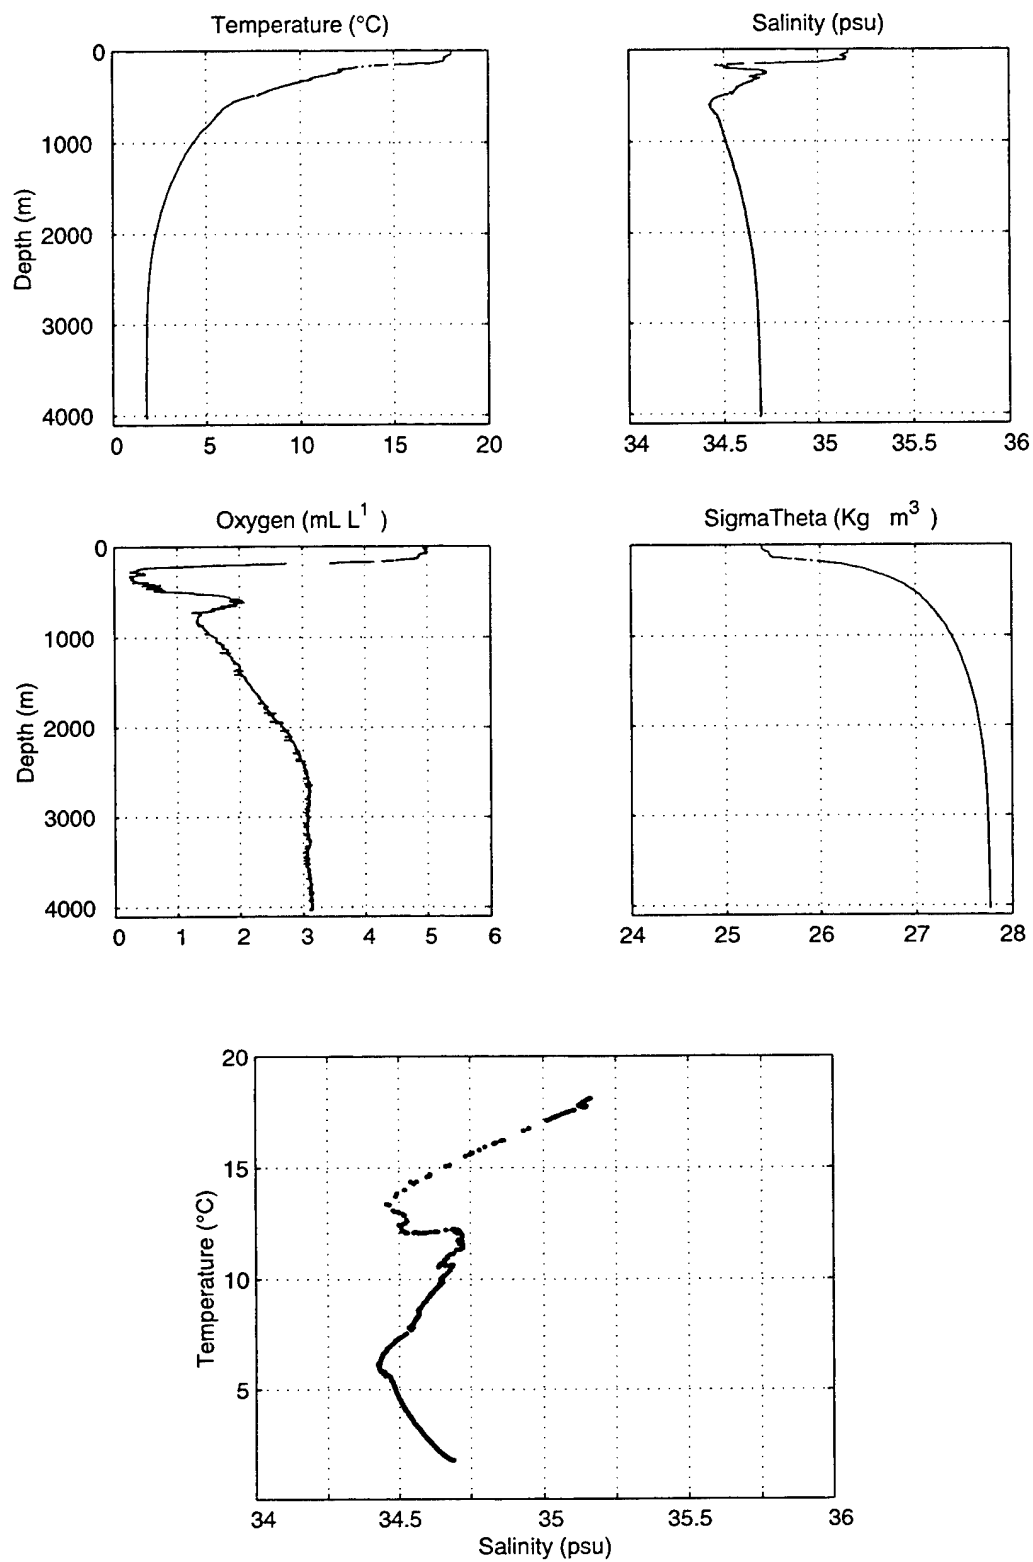 Temperature (°C)
Salinity (psu)
0
1000
2000
3000
4000
Depth (m)
0 5 10 15 20
34 34.5 35 35.5 36
Oxygen (mL L1 )
SigmaTheta (Kg m3 )
0
1000
2000
3000
4000
Depth (m)
0 1 2 3 4 5 6
24 25 26 27 28
20
15
10
5
Temperature (°C)
34 34.5 35 35.5 36
Salinity (psu)